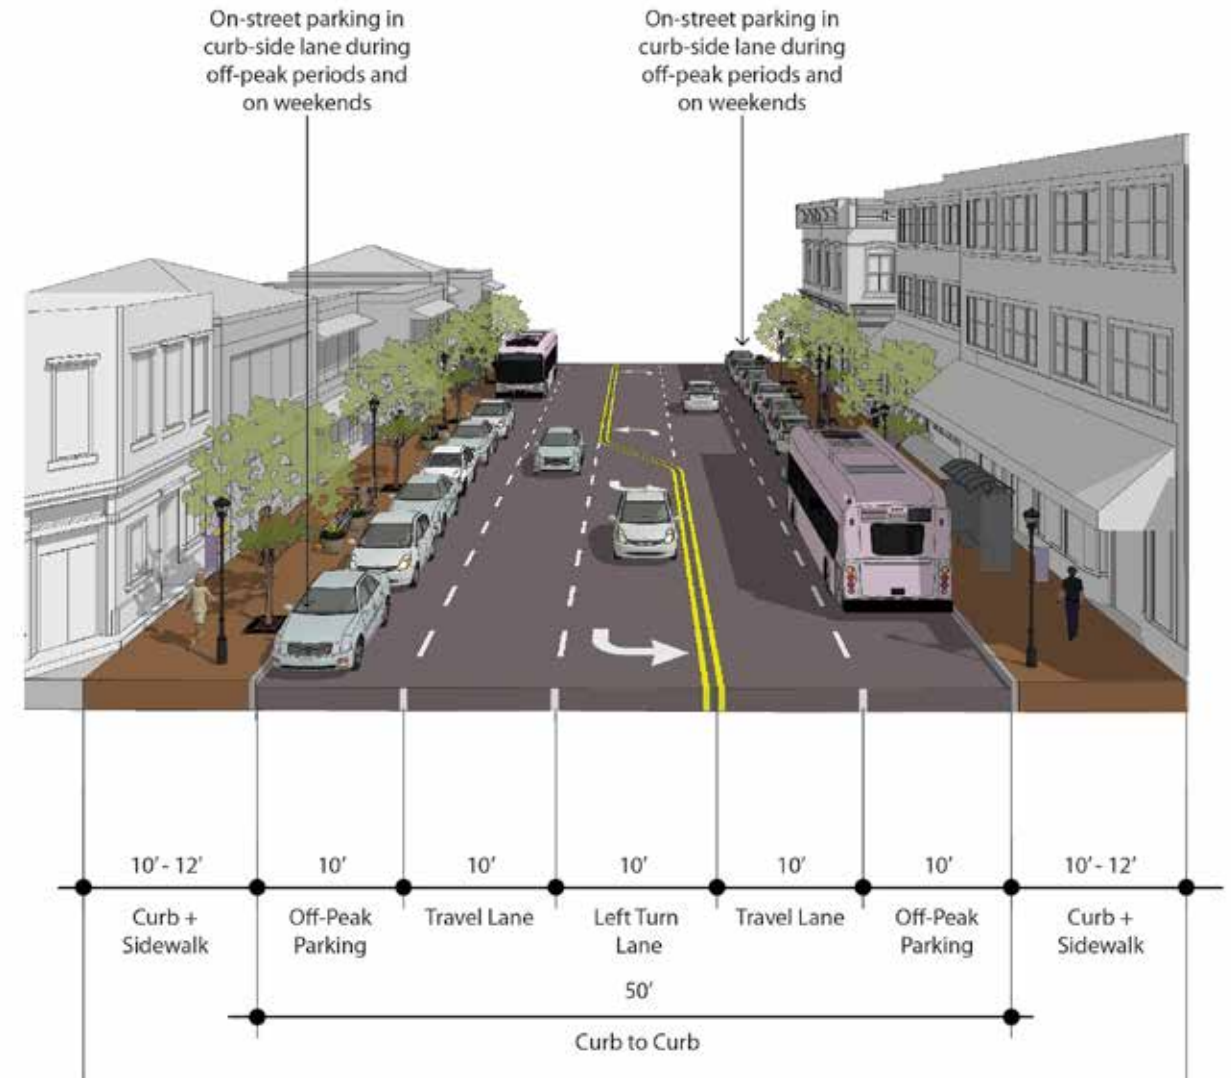 On-street parking in
curb-side lane during
off-peak periods and
on weekends
On-street parking in
curb-side lane during
off-peak periods and
on weekends
10' - 12'
10'
10'
10'
10'
10'
10' - 12'
Curb +
Sidewalk
Off-Peak
Parking
Travel Lane
Left Turn
Lane
Travel Lane
Off-Peak
Parking
Curb +
Sidewalk
50'
Curb to Curb